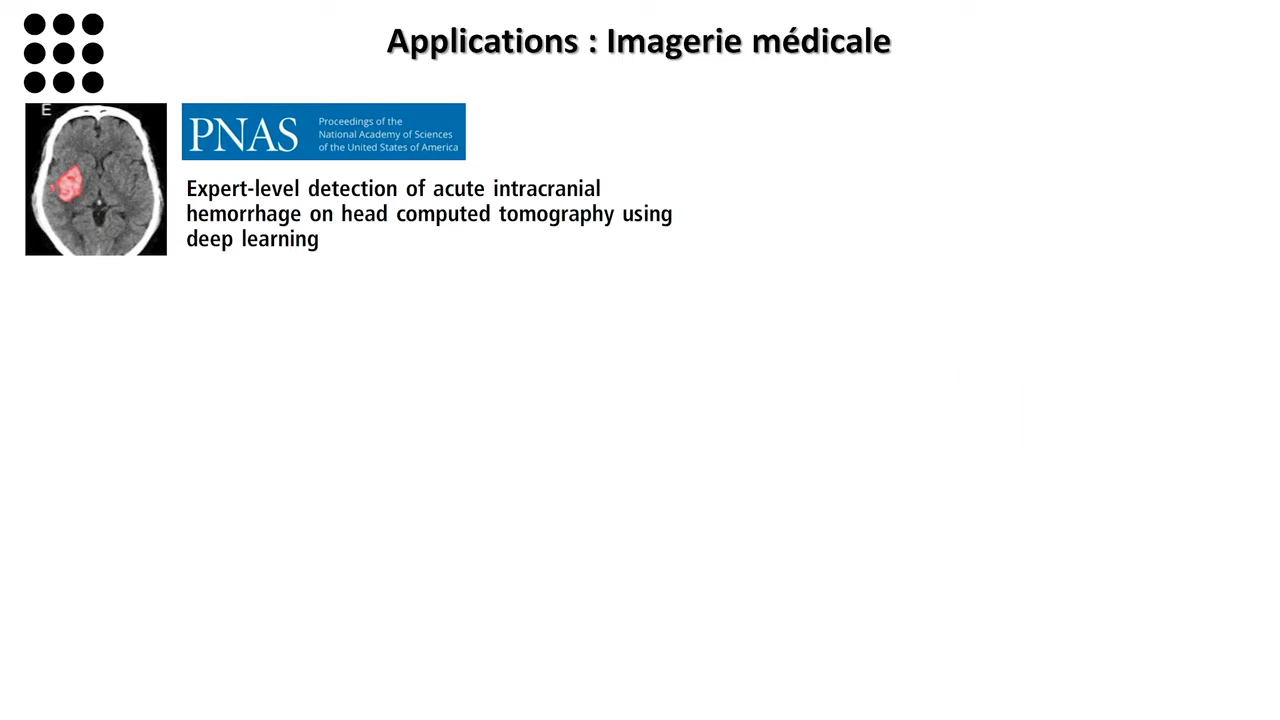 Applications : Imagerie médicale
E
PNAS
Proceedings of the
National Academy of Sciences
of the United States of America
Expert-level detection of acute intracranial
hemorrhage on head computed tomography using
deep learning